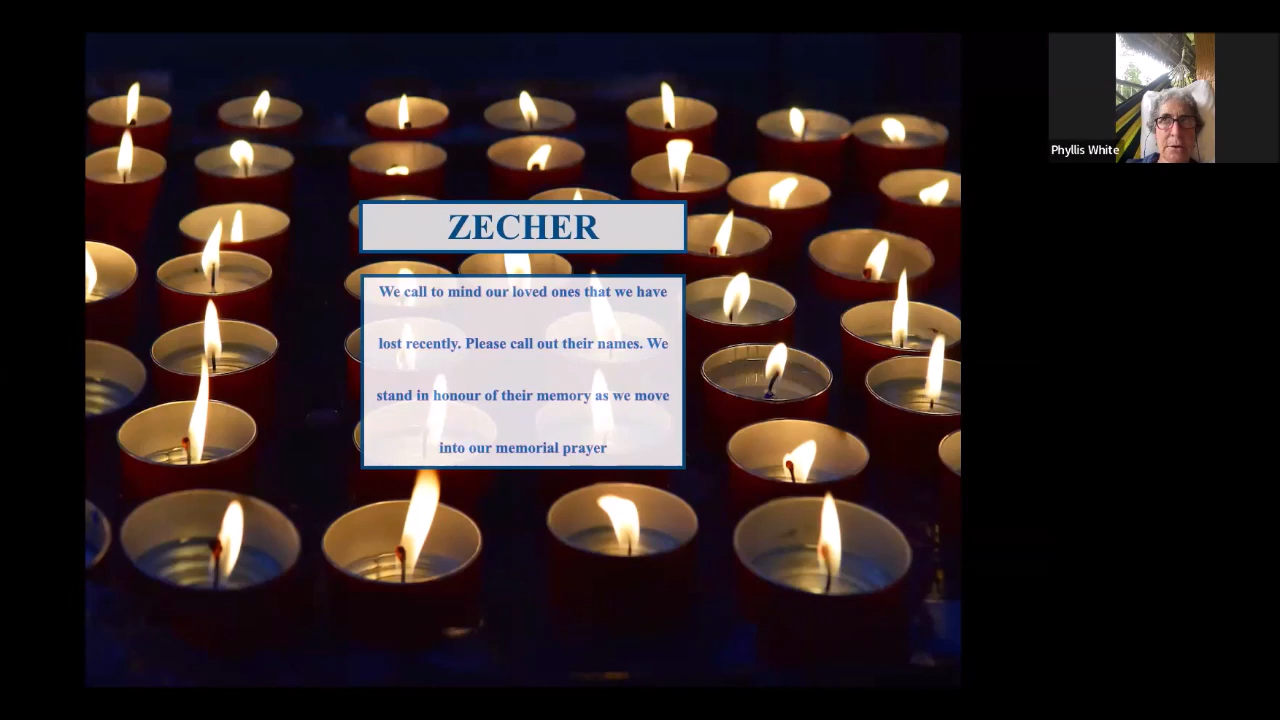 ZECHER
We call to mind our loved ones that we have
lost recently. Please call out their names. We
stand in honour of their memory as we move
into our memorial prayer
Phyllis White